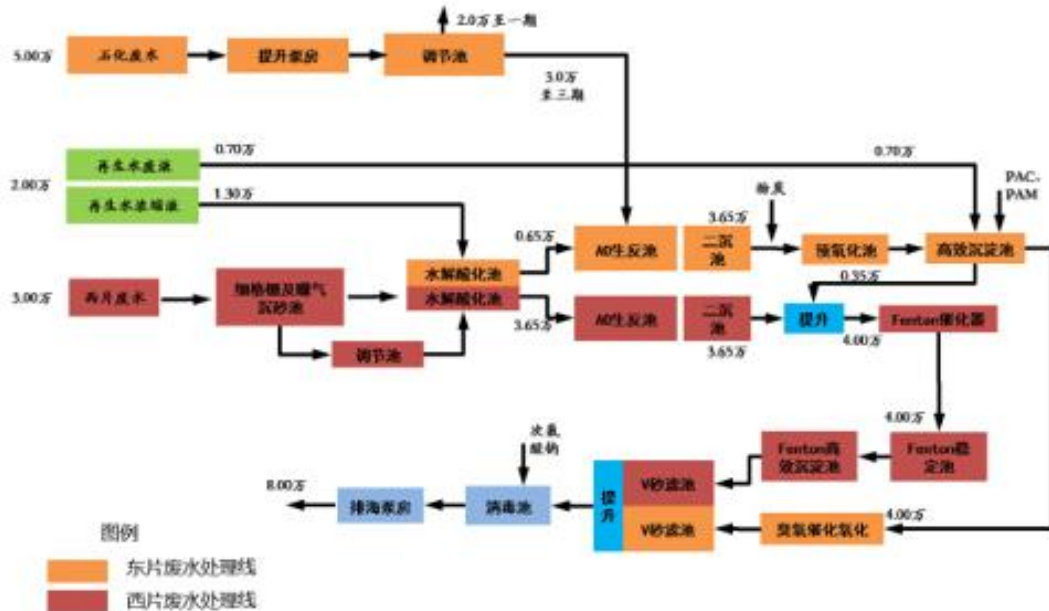 2.0万至一期
5.00万
石化废水
提升泵房
调节池
3.0万
至三期
再生水废液
0.70万
0.70万
2.00万
再生水浓缩液
1.30万
PAC、
PAM
粉炭
3.65万
0.65万
AO生反池
二沉
池
预氧化池
高效沉淀池
水解酸化池
0.35万
3.00万
西片废水
细格栅及曝气
沉砂池
水解酸化池
3.65万
AO生反池
二沉
池
提升
Fenton催化器
调节池
3.65万
4.00万
次氯
酸钠
4.00万
Fenton高
效沉淀池
Fenton稳
定池
8.00万
排海泵房
消毒池
提
升
V砂滤池
V砂滤池
臭氧催化氧化
4.00万
图例
东片废水处理线
西片废水处理线